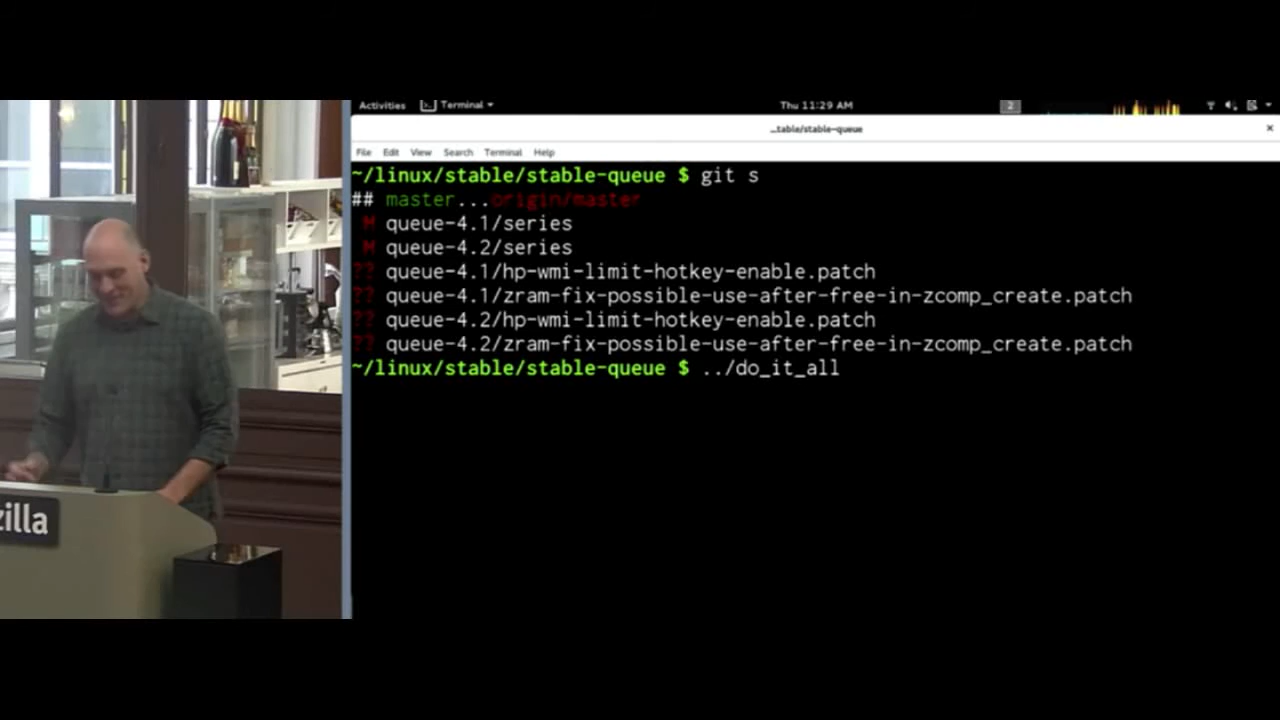 zilla
Activities Terminal Thu 11:29 AM 2
_table/stable-queue ×
File Edit View Search Terminal Help
~/linux/stable/stable-queue $ git s
## master...origin/master
M queue-4.1/series
M queue-4.2/series
?? queue-4.1/hp-wmi-limit-hotkey-enable.patch
?? queue-4.1/zram-fix-possible-use-after-free-in-zcomp_create.patch
?? queue-4.2/hp-wmi-limit-hotkey-enable.patch
?? queue-4.2/zram-fix-possible-use-after-free-in-zcomp_create.patch
~/linux/stable/stable-queue $ ../do_it_all